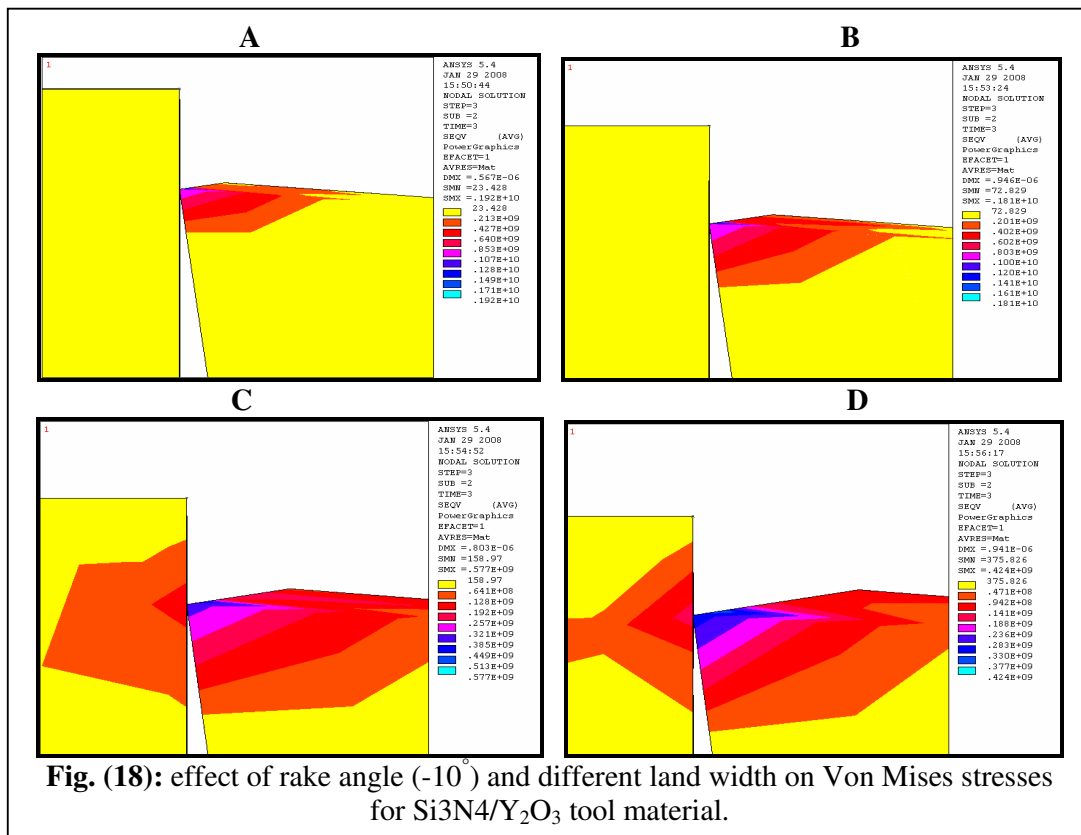 A
1
ANSYS 5.4
JAN 29 2008
15:50:44
NODAL SOLUTION
STEP=3
SUB =2
TIME=3
SEQV (AVG)
PowerGraphics
EFACET=1
AVRES=Mat
DMX =.567E-06
SMN =23.428
SMX =.192E+10
23.428
.213E+09
.427E+09
.640E+09
.853E+09
.107E+10
.128E+10
.149E+10
.171E+10
.192E+10
B
1
ANSYS 5.4
JAN 29 2008
15:53:24
NODAL SOLUTION
STEP=3
SUB =2
TIME=3
SEQV (AVG)
PowerGraphics
EFACET=1
AVRES=Mat
DMX =.946E-06
SMN =72.829
SMX =.181E+10
72.829
.201E+09
.402E+09
.602E+09
.803E+09
.100E+10
.120E+10
.141E+10
.161E+10
.181E+10
C
1
ANSYS 5.4
JAN 29 2008
15:54:52
NODAL SOLUTION
STEP=3
SUB =2
TIME=3
SEQV (AVG)
PowerGraphics
EFACET=1
AVRES=Mat
DMX =.803E-06
SMN =158.97
SMX =.577E+09
158.97
.641E+08
.128E+09
.192E+09
.257E+09
.321E+09
.385E+09
.449E+09
.513E+09
.577E+09
D
1
ANSYS 5.4
JAN 29 2008
15:56:17
NODAL SOLUTION
STEP=3
SUB =2
TIME=3
SEQV (AVG)
PowerGraphics
EFACET=1
AVRES=Mat
DMX =.941E-06
SMN =375.826
SMX =.424E+09
375.826
.471E+08
.942E+08
.141E+09
.188E+09
.236E+09
.283E+09
.330E+09
.377E+09
.424E+09
Fig. (18): effect of rake angle (-10°) and different land width on Von Mises stresses
for Si3N4/Y₂O₃ tool material.